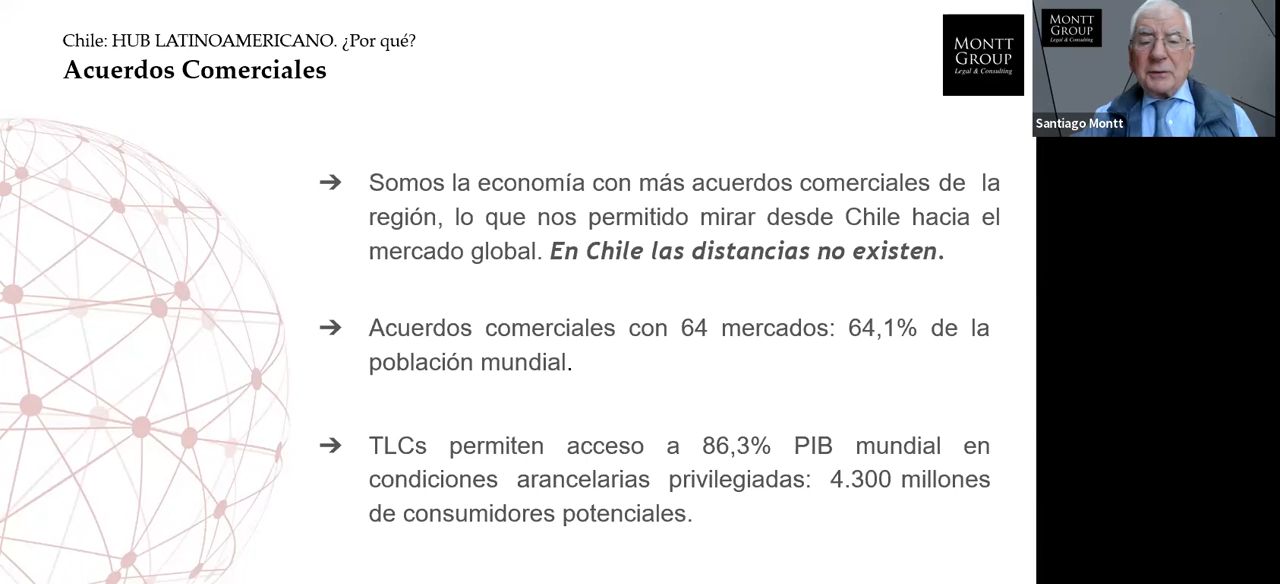 Chile: HUB LATINOAMERICANO. ¿Por qué?
Acuerdos Comerciales
MONTT
GROUP
Legal & Consulting
MONTT
GROUP
Legal & Consulting
Santiago Montt
➔ Somos la economía con más acuerdos comerciales de la
región, lo que nos permitido mirar desde Chile hacia el
mercado global. En Chile las distancias no existen.
➔ Acuerdos comerciales con 64 mercados: 64,1% de la
población mundial.
➔ TLCs permiten acceso a 86,3% PIB mundial en
condiciones arancelarias privilegiadas: 4.300 millones
de consumidores potenciales.